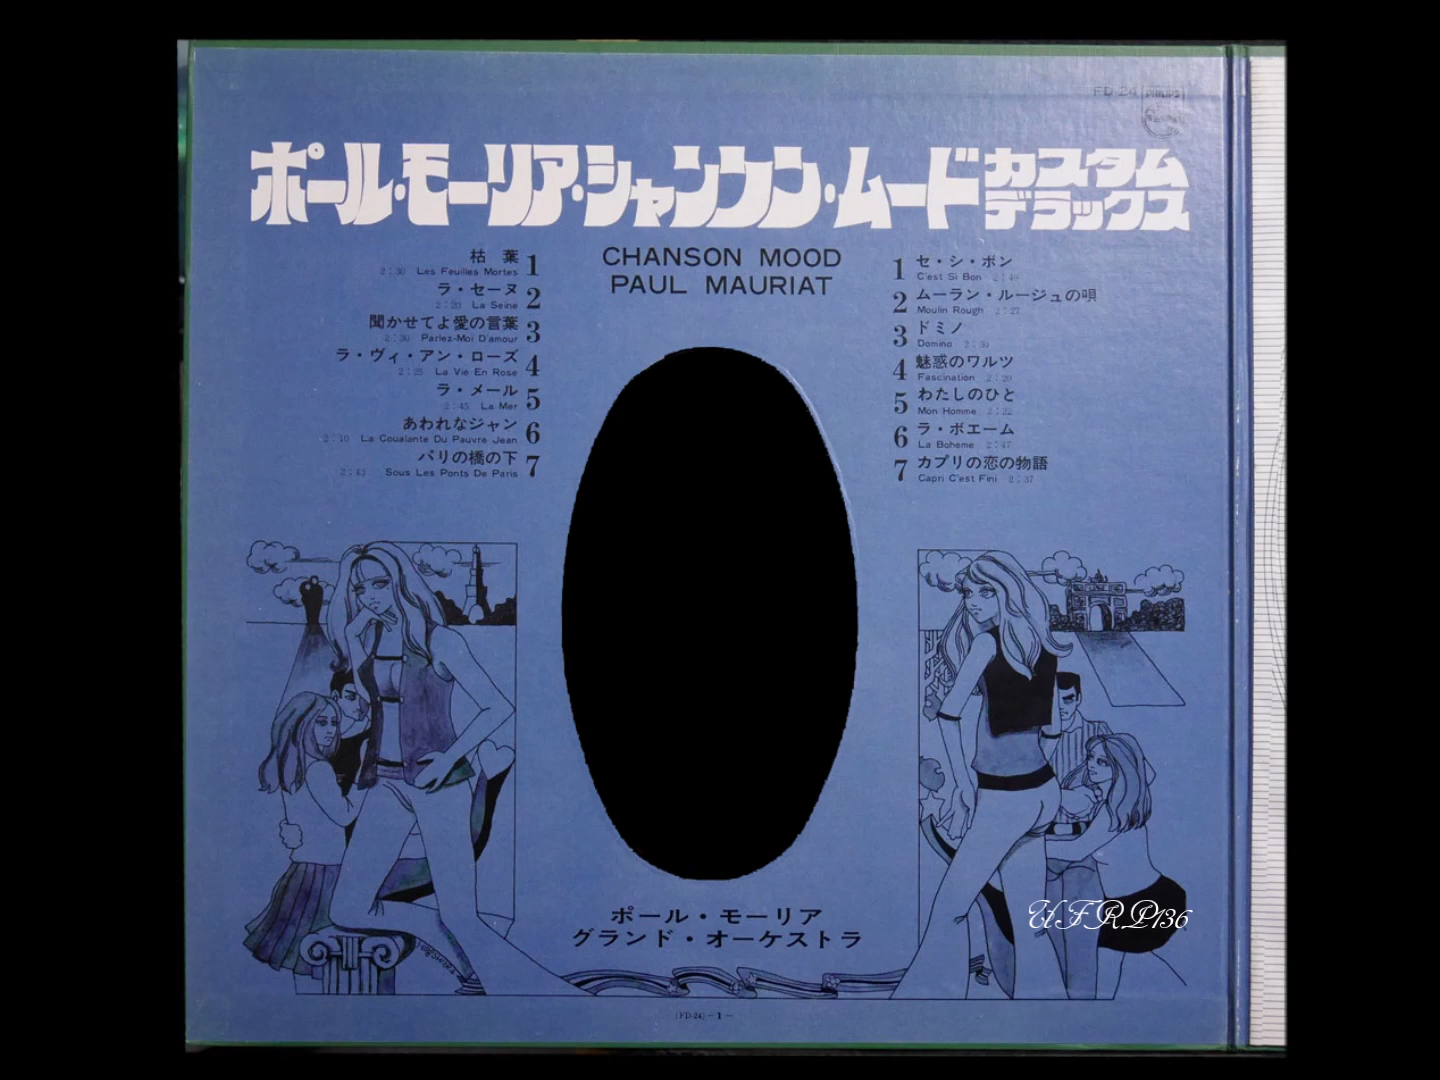 FD-24 PHILIPS
ポール・モーリア・シャンソン・ムード カスタム デラックス
CHANSON MOOD
PAUL MAURIAT
枯葉 1
2:30 Les Feuilles Mortes
ラ・セーヌ 2
2:20 La Seine
聞かせてよ愛の言葉 3
2:30 Parlez-Moi D'amour
ラ・ヴィ・アン・ローズ 4
2:25 La Vie En Rose
ラ・メール 5
2:45 La Mer
あわれなジャン 6
2:10 La Goualante Du Pauvre Jean
パリの橋の下 7
2:43 Sous Les Ponts De Paris
1 セ・シ・ボン
C'est Si Bon 2:49
2 ムーラン・ルージュの唄
Moulin Rough 2:27
3 ドミノ
Domino 2:30
4 魅惑のワルツ
Fascination 2:20
5 わたしのひと
Mon Homme 2:22
6 ラ・ボエーム
La Boheme 2:47
7 カプリの恋の物語
Capri C'est Fini 2:37
ポール・モーリア
グランド・オーケストラ
UFRP136
(FD-24)－1－